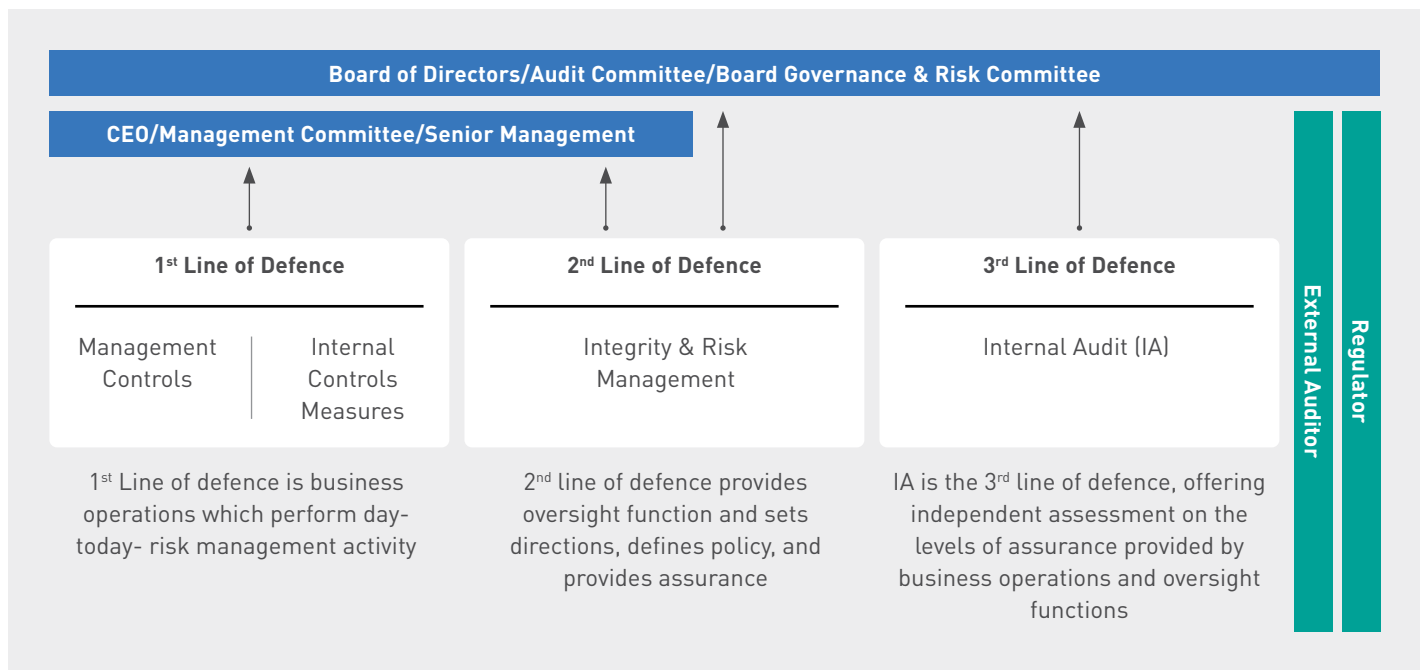 Board of Directors/Audit Committee/Board Governance & Risk Committee
CEO/Management Committee/Senior Management
1st Line of Defence
Management
Controls
Internal
Controls
Measures
1st Line of defence is business
operations which perform day-
today- risk management activity
2nd Line of Defence
Integrity & Risk
Management
2nd line of defence provides
oversight function and sets
directions, defines policy, and
provides assurance
3rd Line of Defence
Internal Audit (IA)
IA is the 3rd line of defence, offering
independent assessment on the
levels of assurance provided by
business operations and oversight
functions
External Auditor
Regulator